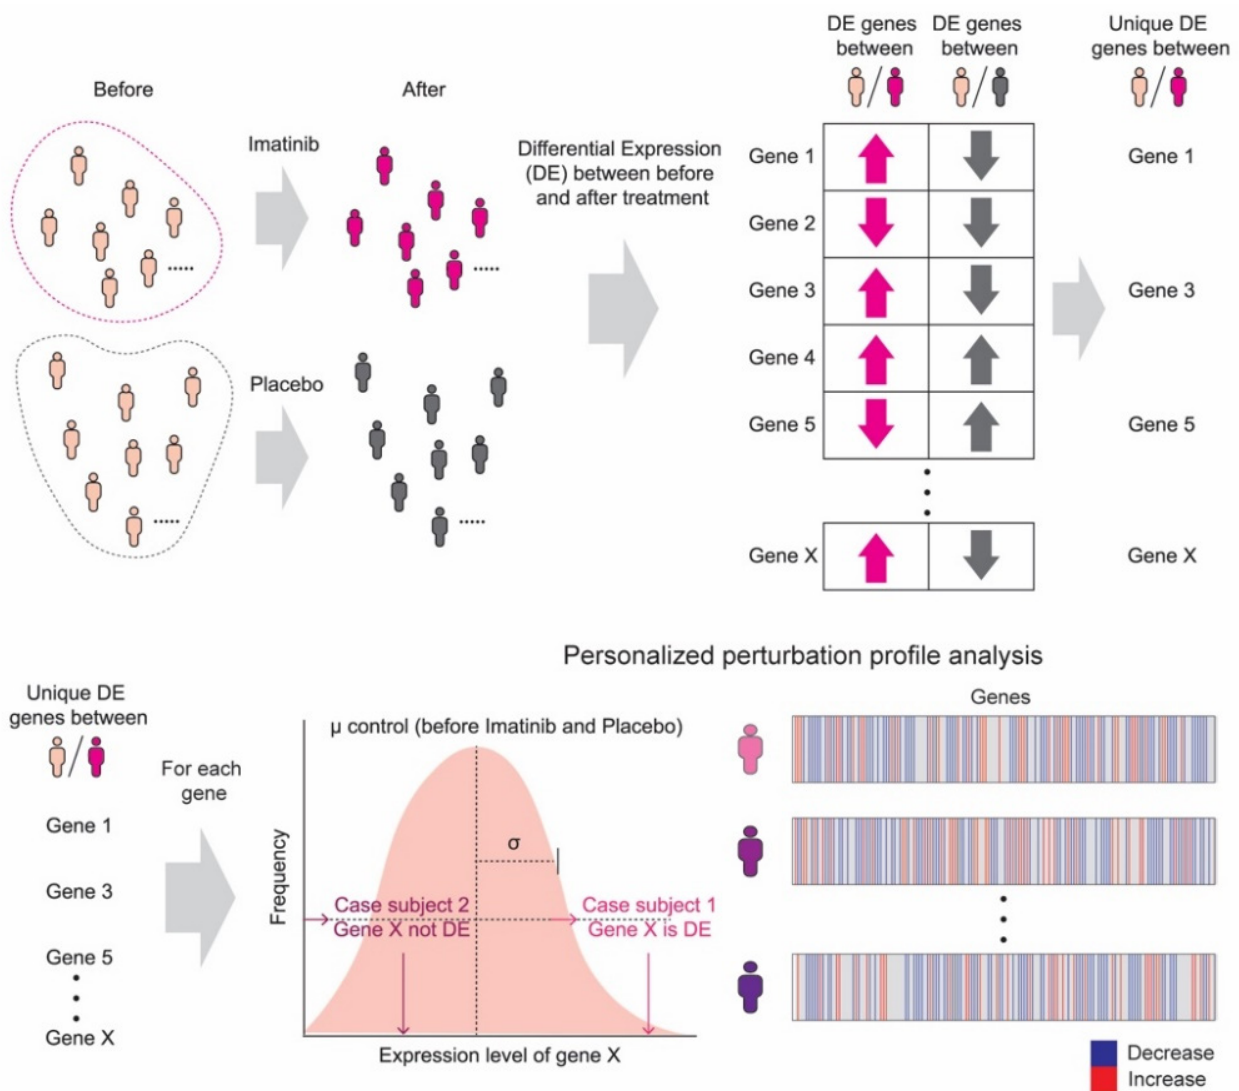 DE genes
between
DE genes
between
Unique DE
genes between
Before
After
Imatinib
Differential Expression
(DE) between before
and after treatment
Gene 1
Gene 1
Gene 2
Gene 3
Gene 3
Gene 4
Placebo
Gene 5
Gene 5
Gene X
Gene X
Personalized perturbation profile analysis
Unique DE
genes between
For each
gene
Gene 1
Gene 3
Gene 5
Gene X
μ control (before Imatinib and Placebo)
σ
Frequency
Case subject 2
Gene X not DE
Case subject 1
Gene X is DE
Expression level of gene X
Genes
Decrease
Increase